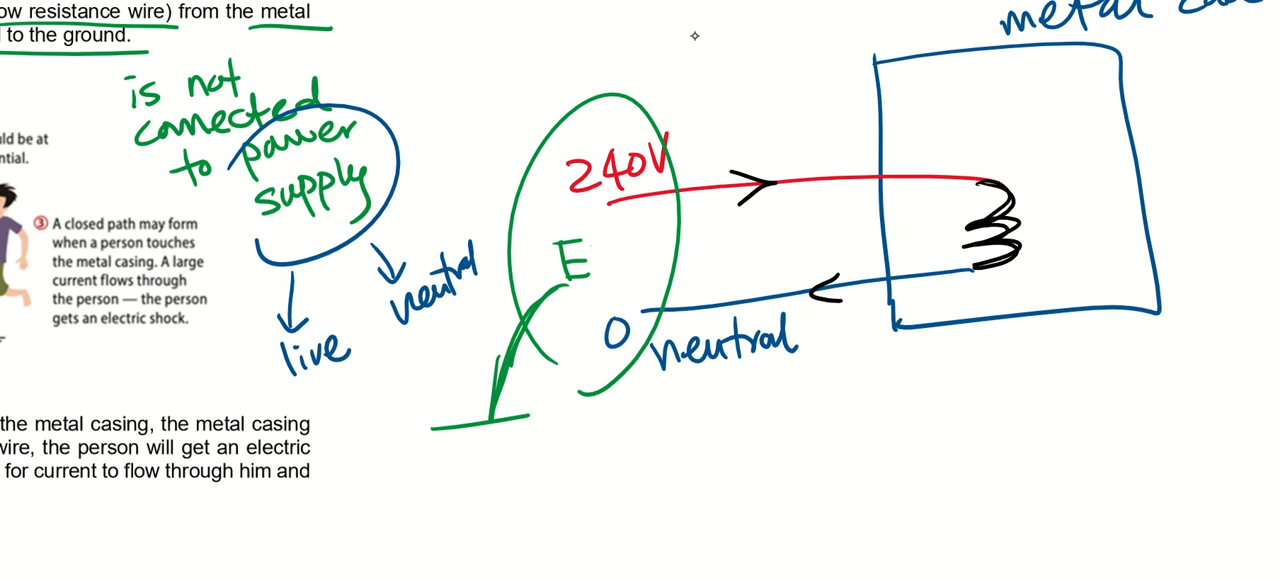 ow resistance wire) from the metal
to the ground.
metal
is not
connected
to power
supply
live
neutral
240V
E
O
neutral
ld be at
ntial.
③ A closed path may form
when a person touches
the metal casing. A large
current flows through
the person — the person
gets an electric shock.
the metal casing, the metal casing
wire, the person will get an electric
for current to flow through him and